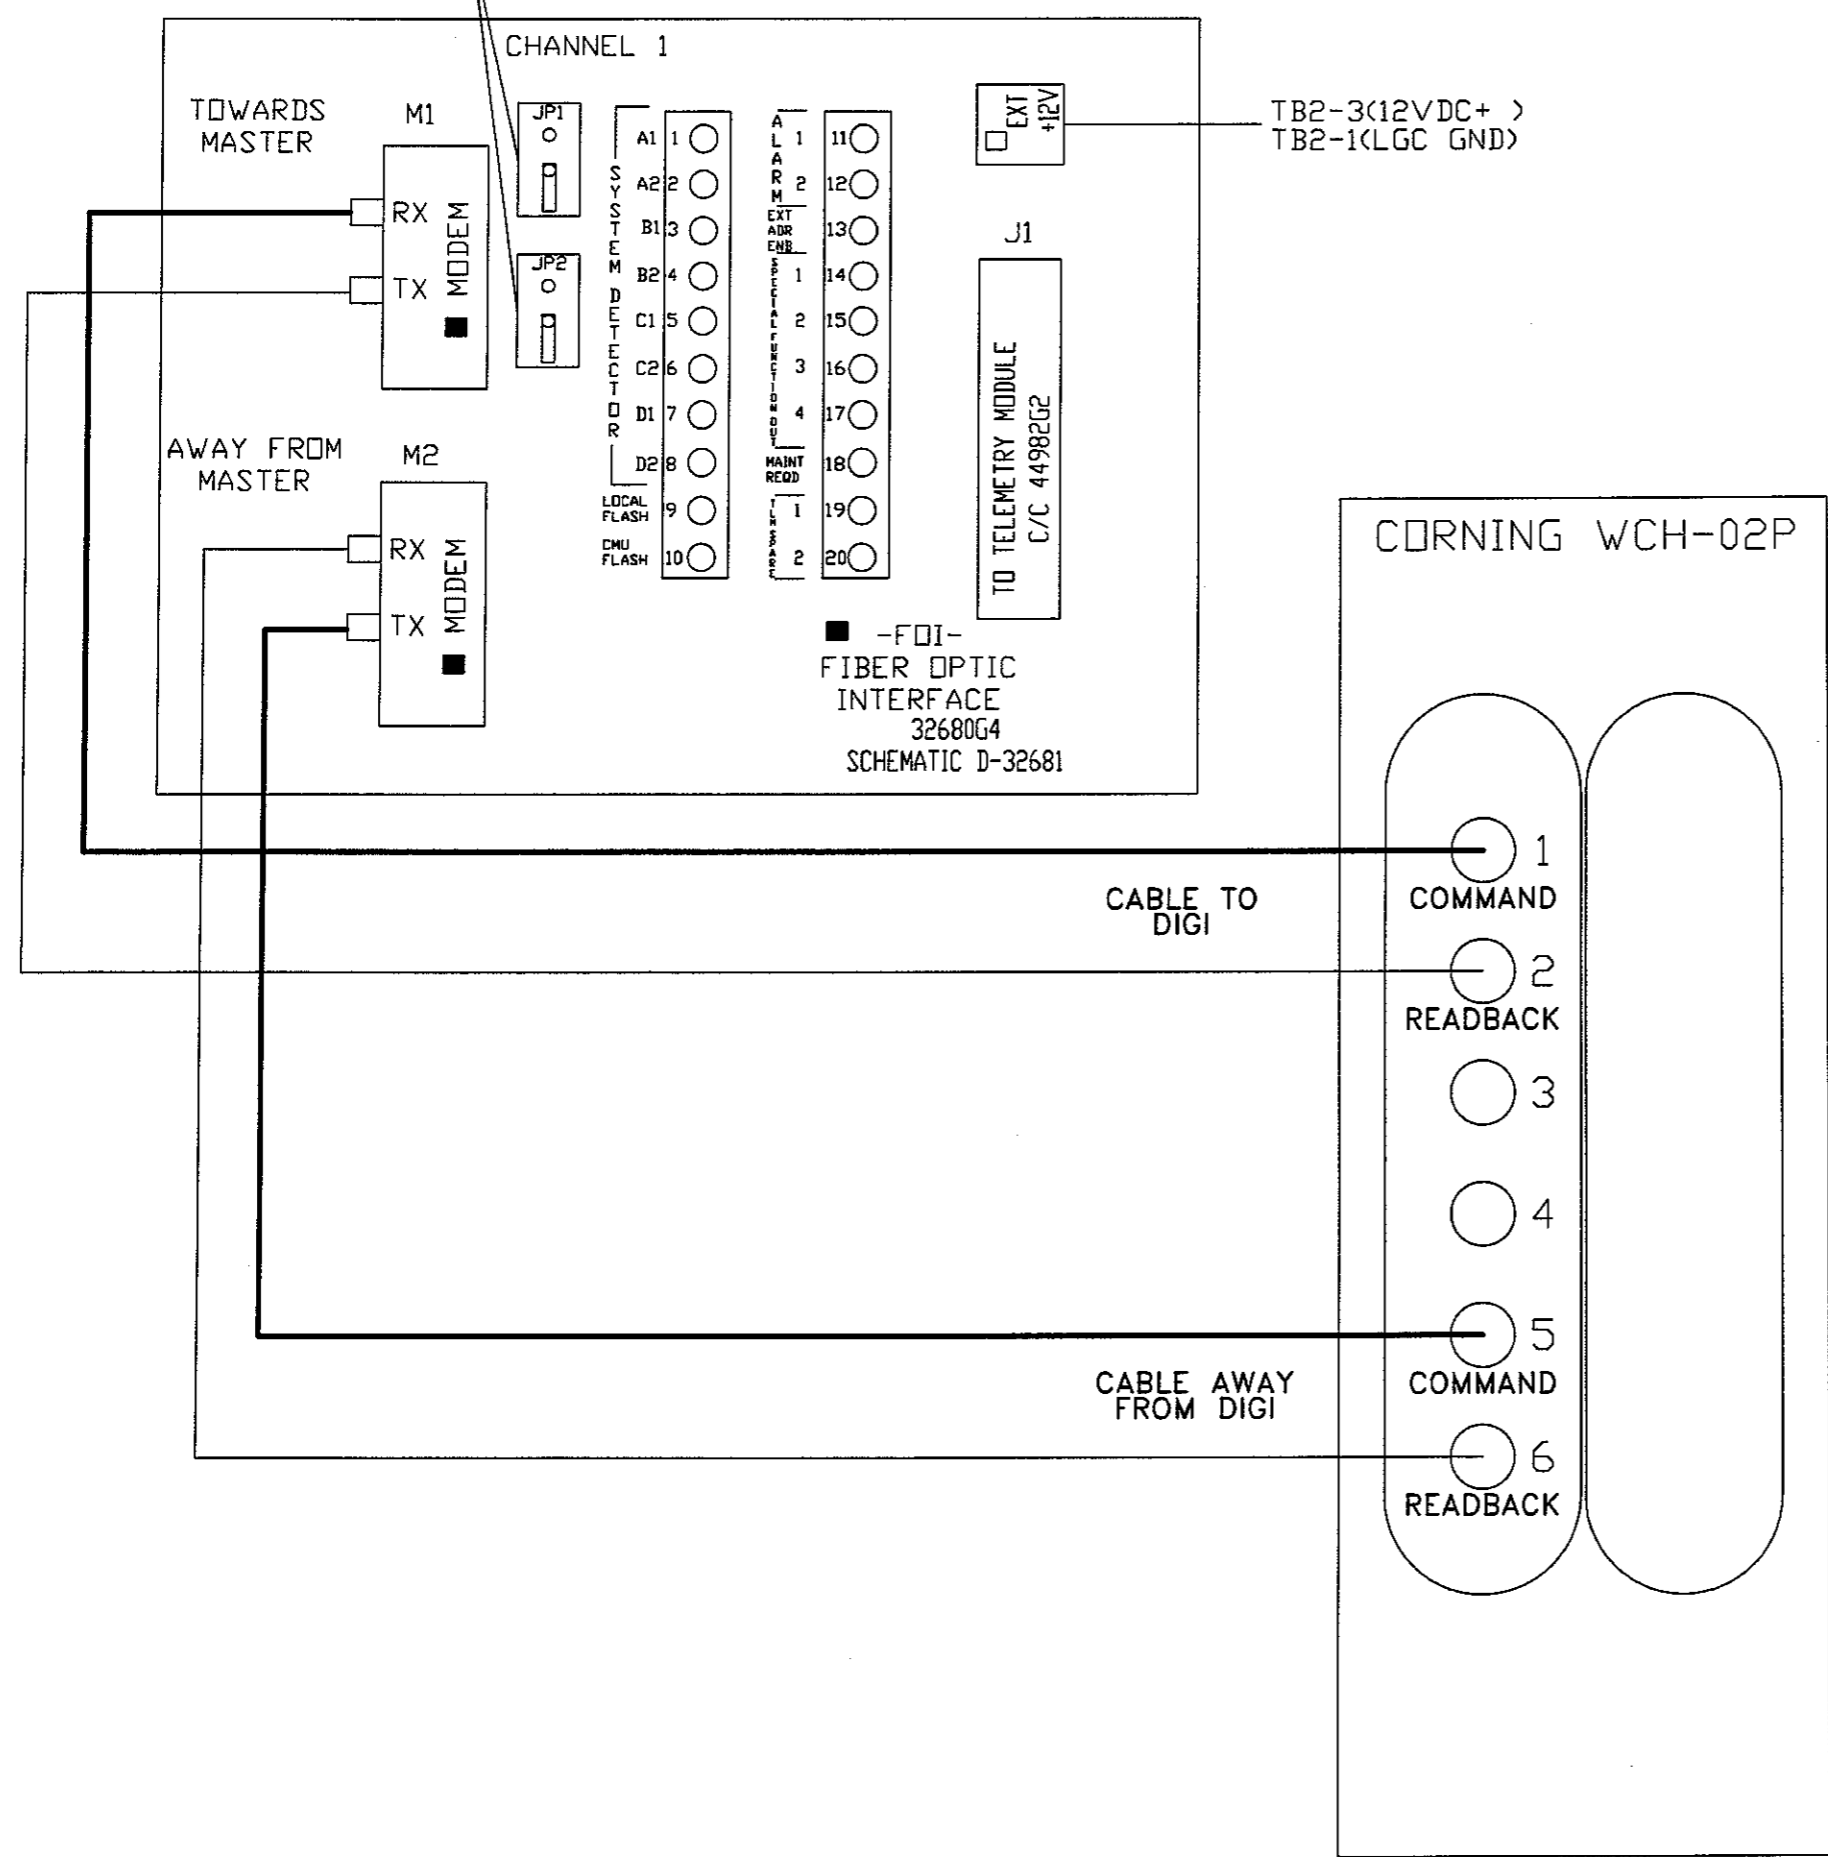 CHANNEL 1
TOWARDS
MASTER
M1
RX
TX
MODEM
AWAY FROM
MASTER
M2
RX
TX
MODEM
JP1
JP2
SYSTEM DETECTOR
A1 1
A2 2
B1 3
B2 4
C1 5
C2 6
D1 7
D2 8
LOCAL
FLASH 9
CMU
FLASH 10
ALARM
1 11
2 12
EXT
ADR
ENB 13
SPECIAL FUNCTION OUT
1 14
2 15
3 16
4 17
MAINT
REQD 18
TLM SPARE
1 19
2 20
EXT
+12V
TB2-3(12VDC+ )
TB2-1(LGC GND)
J1
TO TELEMETRY MODULE
C/C 44982G2
-FOI-
FIBER OPTIC
INTERFACE
32680G4
SCHEMATIC D-32681
CORNING WCH-02P
1
COMMAND
CABLE TO
DIGI
2
READBACK
3
4
5
COMMAND
CABLE AWAY
FROM DIGI
6
READBACK